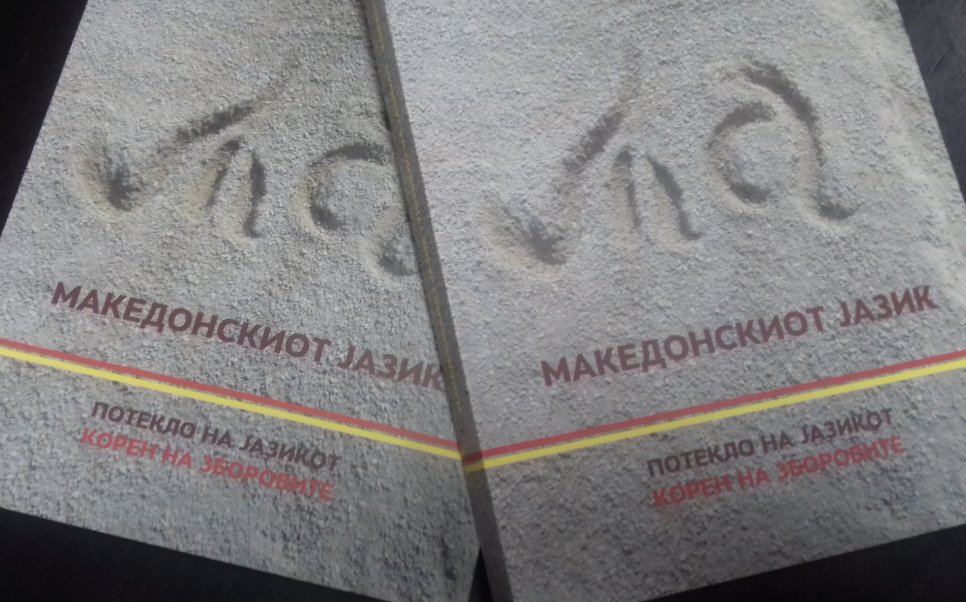 МАКЕДОНСКИОТ ЈАЗИК
ПОТЕКЛО НА ЈАЗИКОТ
КОРЕН НА ЗБОРОВИТЕ
МАКЕДОНСКИОТ ЈАЗИК
ПОТЕКЛО НА ЈАЗИКОТ
КОРЕН НА ЗБОРОВИТЕ